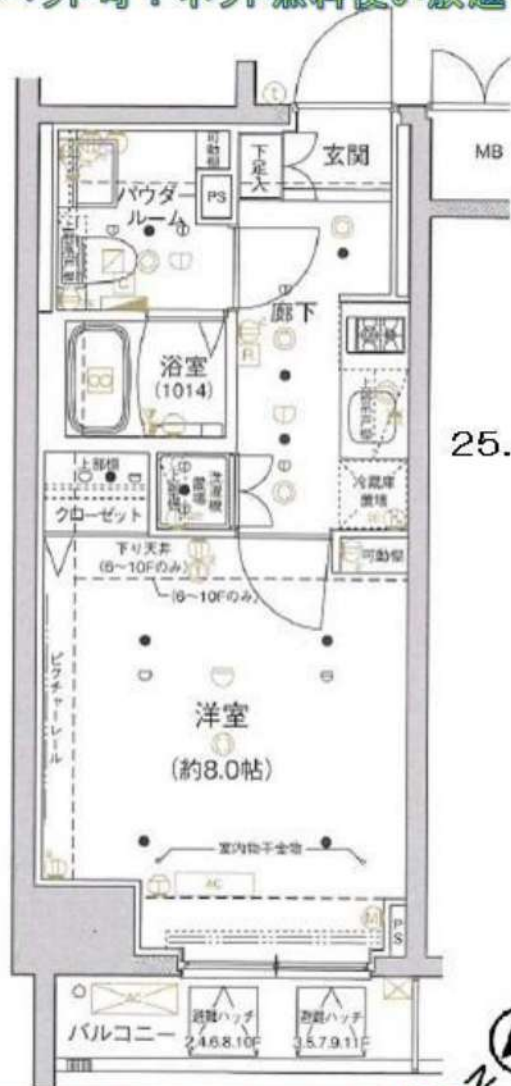 玄関
MB
下足入
可動棚
PS
パウダー
ルーム
廊下
浴室
(1014)
R
25.
上部棚
クローゼット
洗濯機
置場
冷蔵庫
置場
可動棚
下り天井
(6〜10Fのみ)
(6〜10Fのみ)
ピクチャーレール
洋室
(約8.0帖)
室内物干金物
AC
M
PS
AC
バルコニー
避難ハッチ
2,4,6,8,10F
避難ハッチ
3,5,7,9,11F
N